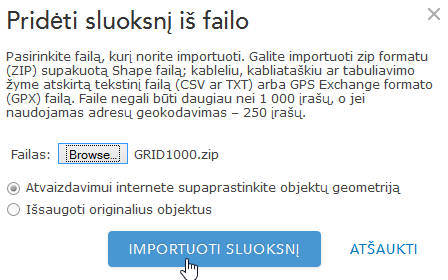 Pridėti sluoksnį iš failo
Pasirinkite failą, kurį norite importuoti. Galite importuoti zip formatu
(ZIP) supakuotą Shape failą; kableliu, kabliataškiu ar tabuliavimo
žyme atskirtą tekstinį failą (CSV ar TXT) arba GPS Exchange formato
(GPX) failą. Faile negali būti daugiau nei 1 000 įrašų, o jei
naudojamas adresų geokodavimas – 250 įrašų.
Failas: Browse... GRID1000.zip
Atvaizdavimui internete supaprastinkite objektų geometriją
Išsaugoti originalius objektus
IMPORTUOTI SLUOKSNĮ ATŠAUKTI